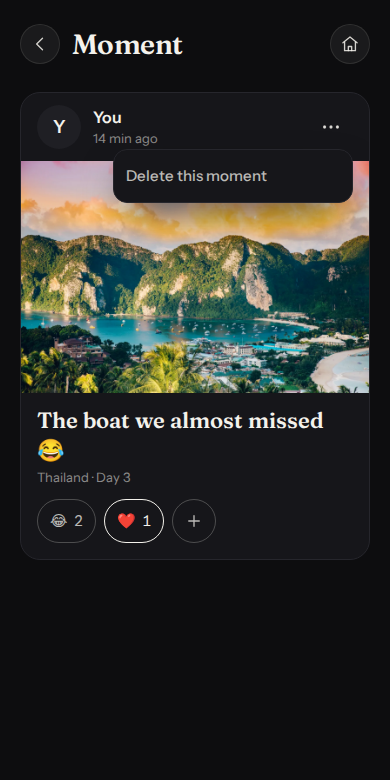 Moment
Y
You
14 min ago
Delete this moment
The boat we almost missed
😂
Thailand · Day 3
😂 2
❤️ 1